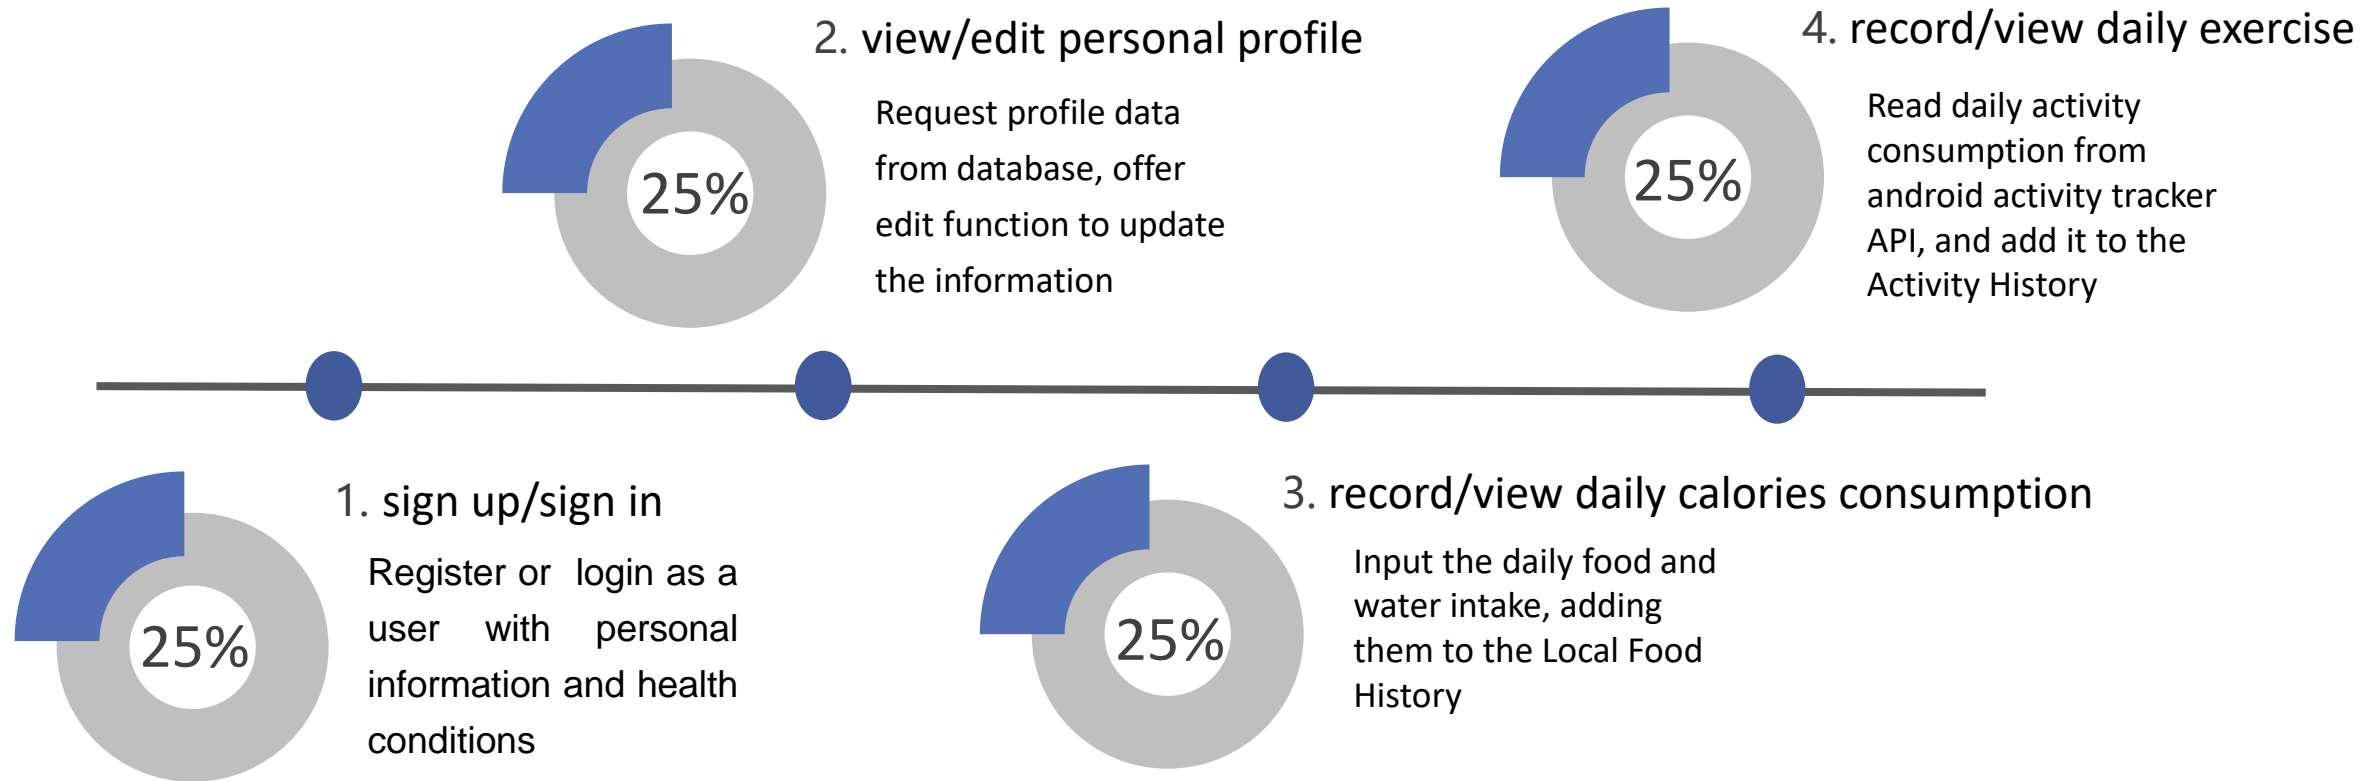 2. view/edit personal profile
Request profile data
from database, offer
edit function to update
the information
25%
4. record/view daily exercise
Read daily activity
consumption from
android activity tracker
API, and add it to the
Activity History
25%
1. sign up/sign in
Register or login as a
user with personal
information and health
conditions
25%
3. record/view daily calories consumption
Input the daily food and
water intake, adding
them to the Local Food
History
25%